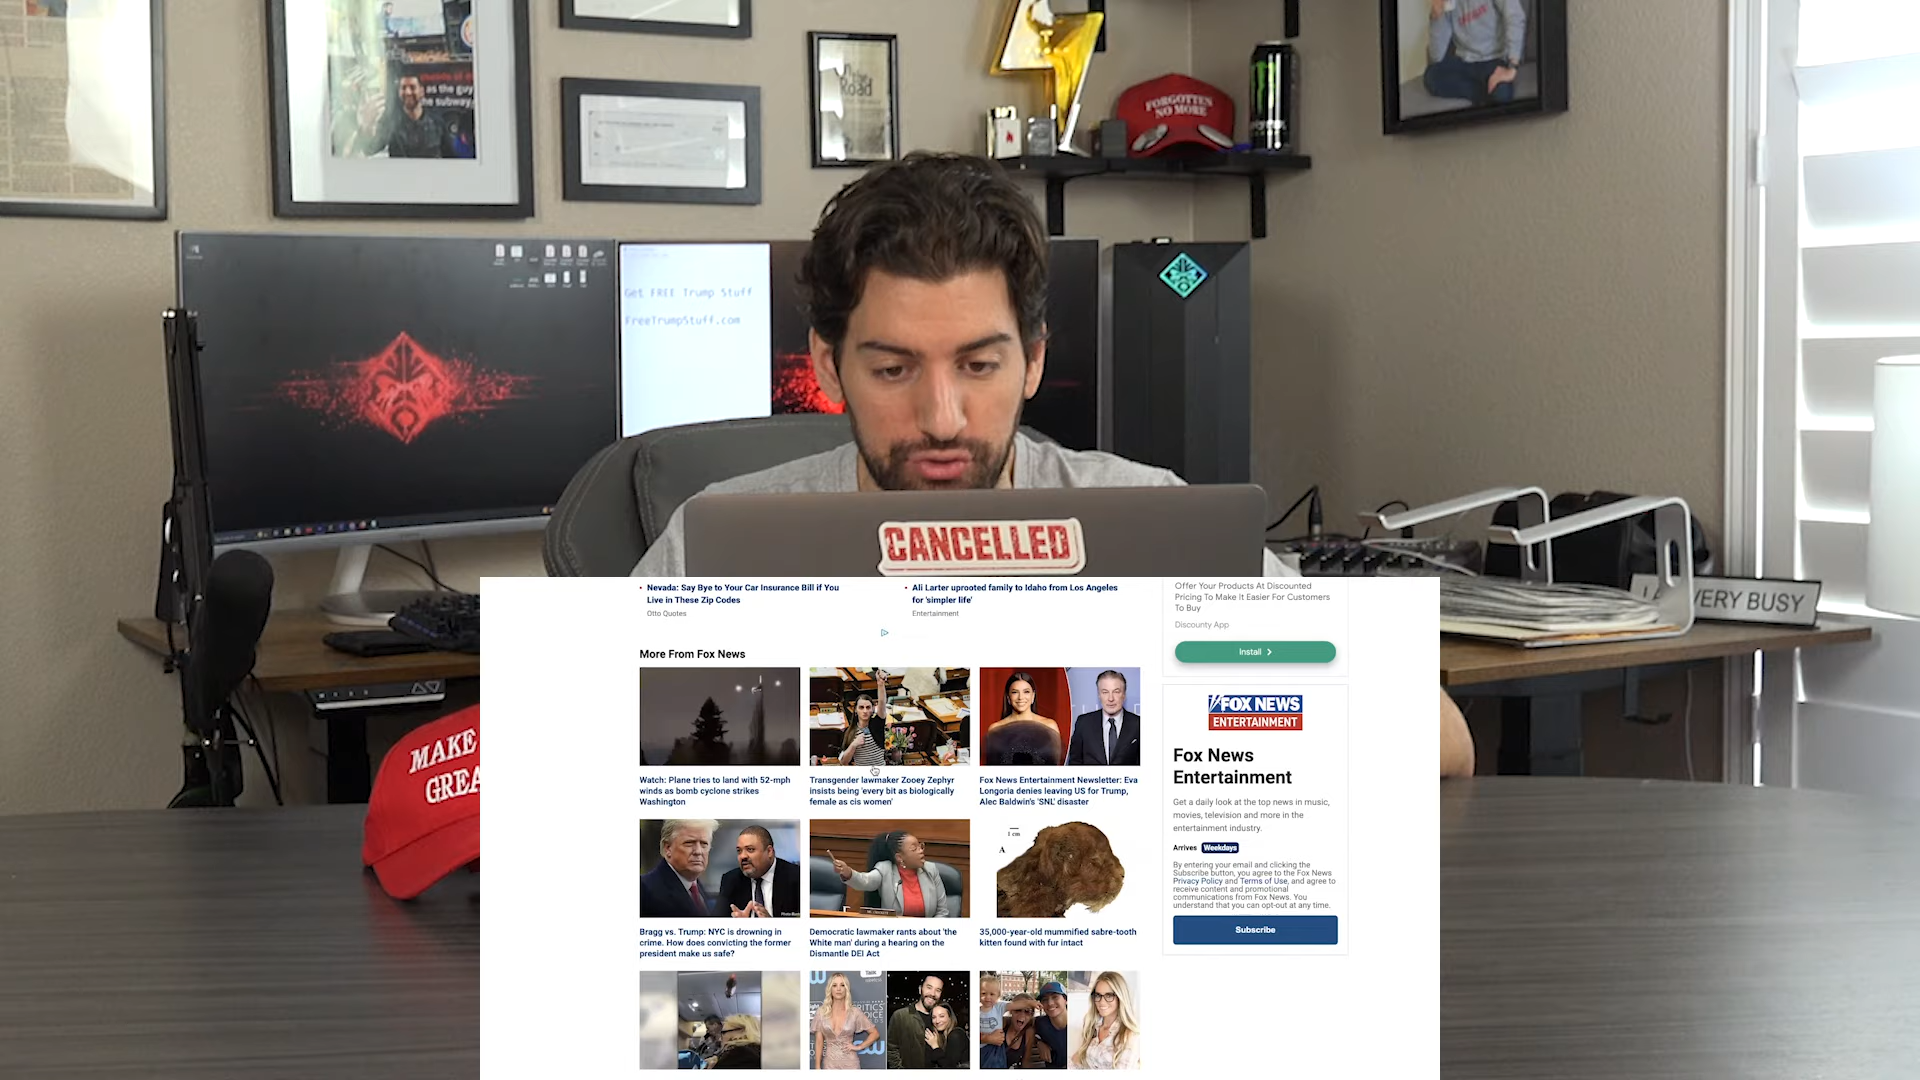 as the guy
the subway
On the
Road
FORGOTTEN
NO MORE
Get FREE Trump Stuff
FreeTrumpStuff.com
CANCELLED
VERY BUSY
MAKE
GREA
Nevada: Say Bye to Your Car Insurance Bill if You
Live in These Zip Codes
Otto Quotes
Ali Larter uprooted family to Idaho from Los Angeles
for 'simpler life'
Entertainment
Offer Your Products At Discounted
Pricing To Make It Easier For Customers
To Buy
Discounty App
Install
More From Fox News
Watch: Plane tries to land with 52-mph
winds as bomb cyclone strikes
Washington
Transgender lawmaker Zooey Zephyr
insists being 'every bit as biologically
female as cis women'
Fox News Entertainment Newsletter: Eva
Longoria denies leaving US for Trump,
Alec Baldwin's 'SNL' disaster
1 cm
A
Bragg vs. Trump: NYC is drowning in
crime. How does convicting the former
president make us safe?
Democratic lawmaker rants about 'the
White man' during a hearing on the
Dismantle DEI Act
35,000-year-old mummified sabre-tooth
kitten found with fur intact
FOX NEWS
ENTERTAINMENT
Fox News
Entertainment
Get a daily look at the top news in music,
movies, television and more in the
entertainment industry.
Arrives Weekdays
By entering your email and clicking the
Subscribe button, you agree to the Fox News
Privacy Policy and Terms of Use, and agree to
receive content and promotional
communications from Fox News. You
understand that you can opt-out at any time.
Subscribe